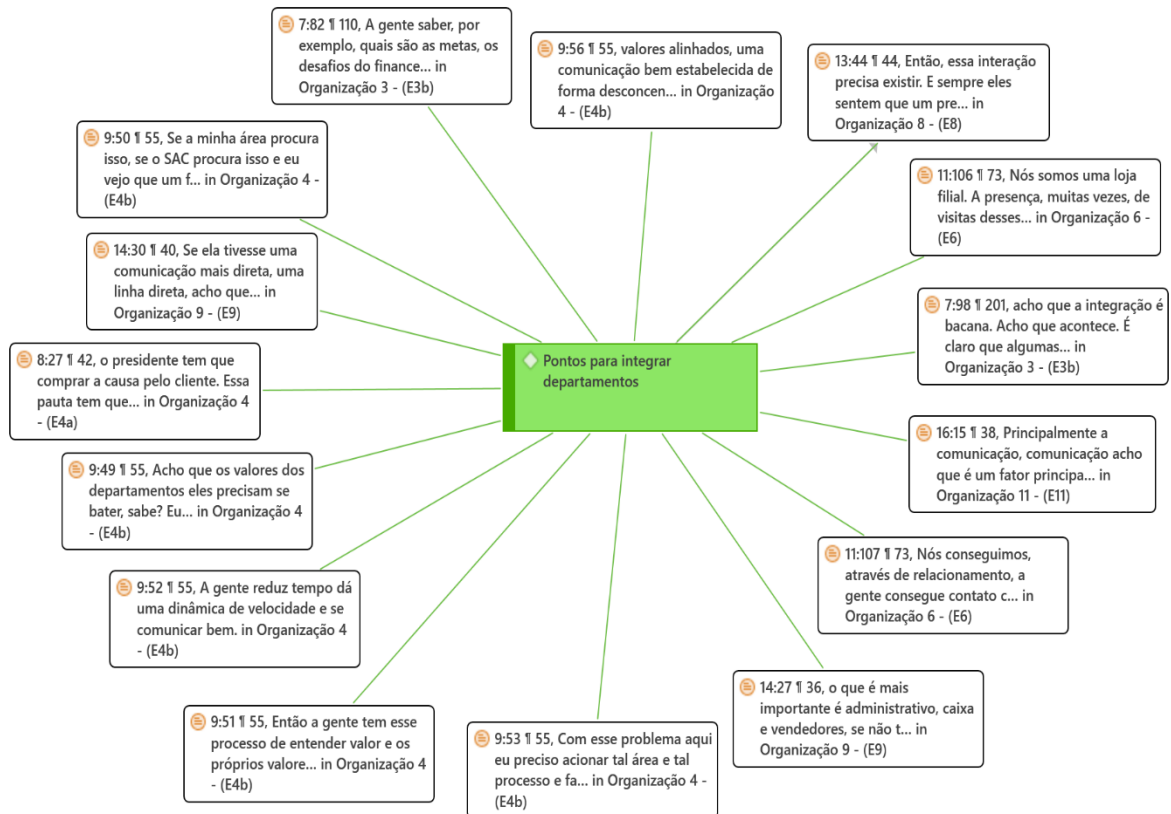 7:82 ¶ 110, A gente saber, por
exemplo, quais são as metas, os
desafios do finance... in
Organização 3 - (E3b)
9:56 ¶ 55, valores alinhados, uma
comunicação bem estabelecida de
forma desconcen... in Organização
4 - (E4b)
13:44 ¶ 44, Então, essa interação
precisa existir. E sempre eles
sentem que um pre... in
Organização 8 - (E8)
9:50 ¶ 55, Se a minha área procura
isso, se o SAC procura isso e eu
vejo que um f... in Organização 4 -
(E4b)
11:106 ¶ 73, Nós somos uma loja
filial. A presença, muitas vezes, de
visitas desses... in Organização 6 -
(E6)
14:30 ¶ 40, Se ela tivesse uma
comunicação mais direta, uma
linha direta, acho que... in
Organização 9 - (E9)
7:98 ¶ 201, acho que a integração é
bacana. Acho que acontece. É
claro que algumas... in
Organização 3 - (E3b)
8:27 ¶ 42, o presidente tem que
comprar a causa pelo cliente. Essa
pauta tem que... in Organização 4
- (E4a)
Pontos para integrar
departamentos
16:15 ¶ 38, Principalmente a
comunicação, comunicação acho
que é um fator principa... in
Organização 11 - (E11)
9:49 ¶ 55, Acho que os valores dos
departamentos eles precisam se
bater, sabe? Eu... in Organização 4
- (E4b)
11:107 ¶ 73, Nós conseguimos,
através de relacionamento, a
gente consegue contato c... in
Organização 6 - (E6)
9:52 ¶ 55, A gente reduz tempo dá
uma dinâmica de velocidade e se
comunicar bem. in Organização 4
- (E4b)
14:27 ¶ 36, o que é mais
importante é administrativo, caixa
e vendedores, se não t... in
Organização 9 - (E9)
9:51 ¶ 55, Então a gente tem esse
processo de entender valor e os
próprios valore... in Organização 4
- (E4b)
9:53 ¶ 55, Com esse problema aqui
eu preciso acionar tal área e tal
processo e fa... in Organização 4 -
(E4b)